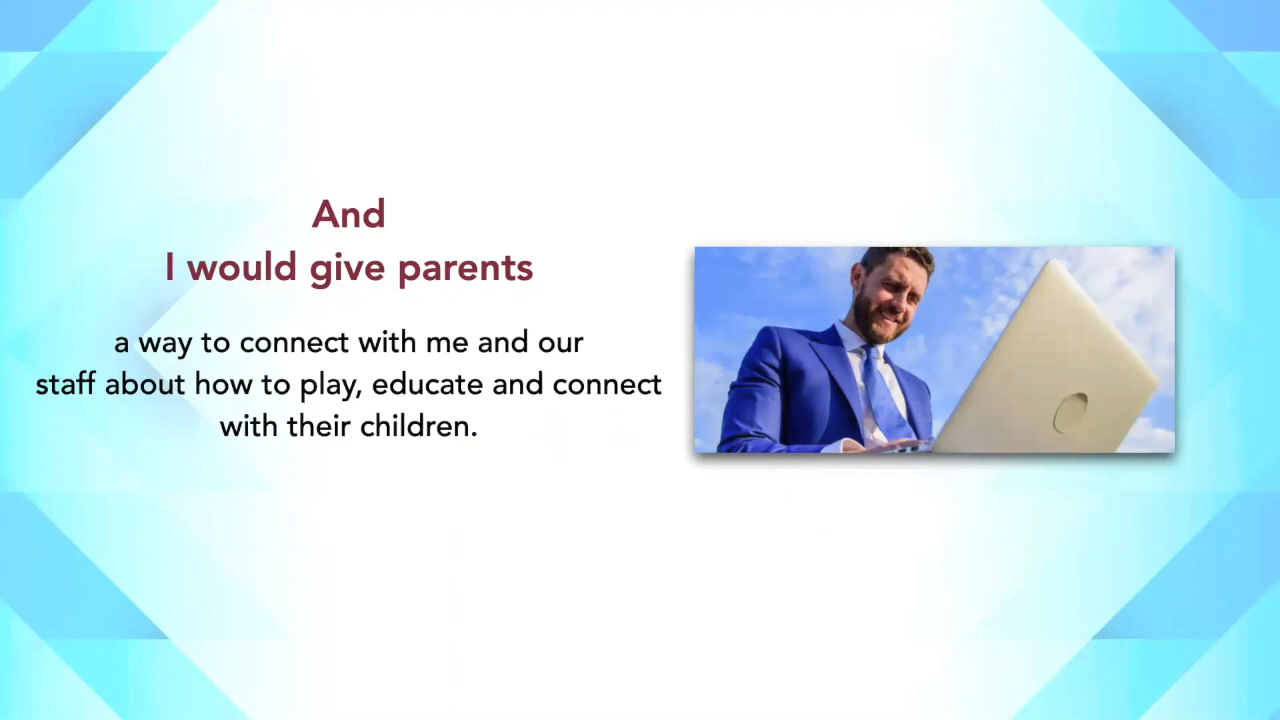 And
I would give parents
a way to connect with me and our
staff about how to play, educate and connect
with their children.